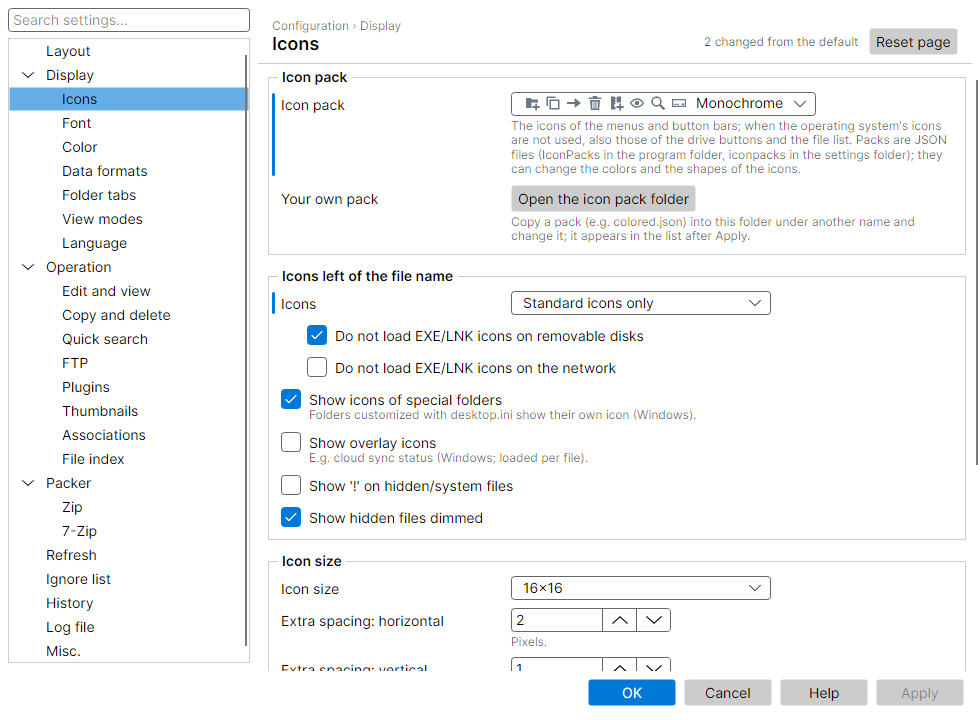 Search settings...
Layout
Display
Icons
Font
Color
Data formats
Folder tabs
View modes
Language
Operation
Edit and view
Copy and delete
Quick search
FTP
Plugins
Thumbnails
Associations
File index
Packer
Zip
7-Zip
Refresh
Ignore list
History
Log file
Misc.
Configuration › Display
Icons
2 changed from the default
Reset page
Icon pack
Icon pack
Monochrome
The icons of the menus and button bars; when the operating system's icons
are not used, also those of the drive buttons and the file list. Packs are JSON
files (IconPacks in the program folder, iconpacks in the settings folder); they
can change the colors and the shapes of the icons.
Your own pack
Open the icon pack folder
Copy a pack (e.g. colored.json) into this folder under another name and
change it; it appears in the list after Apply.
Icons left of the file name
Icons
Standard icons only
Do not load EXE/LNK icons on removable disks
Do not load EXE/LNK icons on the network
Show icons of special folders
Folders customized with desktop.ini show their own icon (Windows).
Show overlay icons
E.g. cloud sync status (Windows; loaded per file).
Show '!' on hidden/system files
Show hidden files dimmed
Icon size
Icon size
16×16
Extra spacing: horizontal
2
Pixels.
Extra spacing: vertical
1
OK
Cancel
Help
Apply